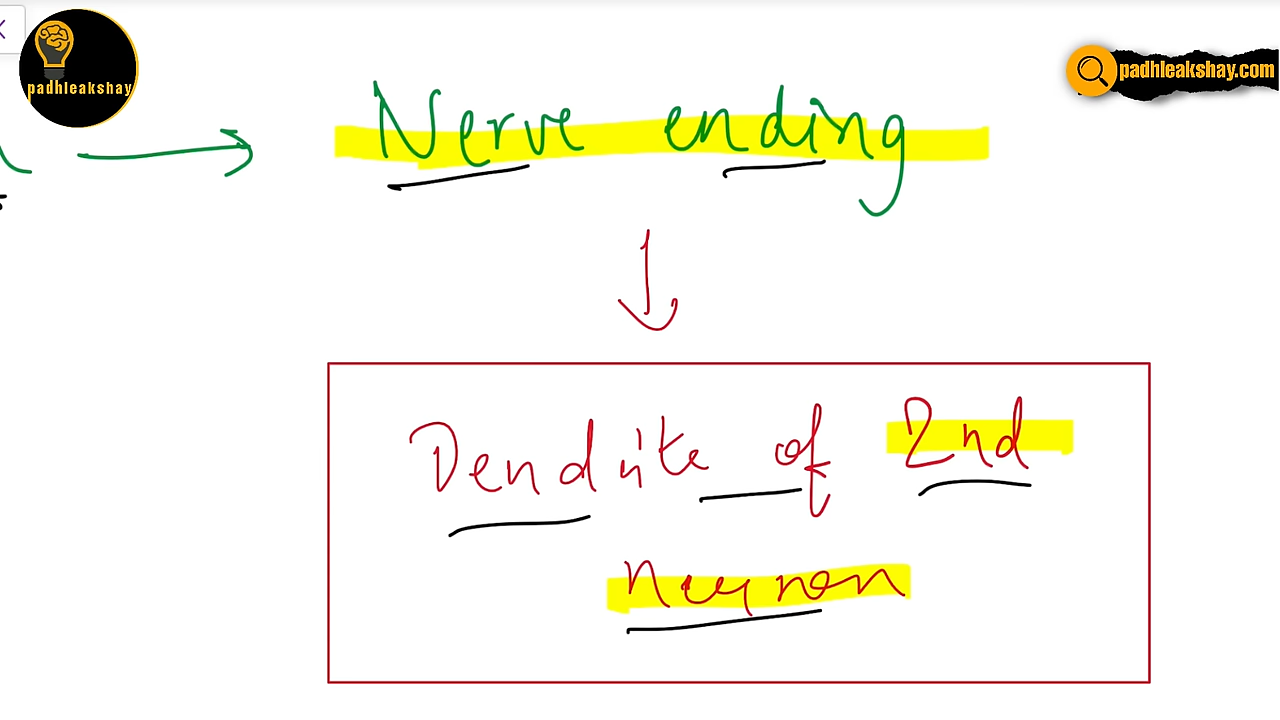 padhleakshay
padhleakshay.com
Nerve ending
Dendrite of 2nd
neuron